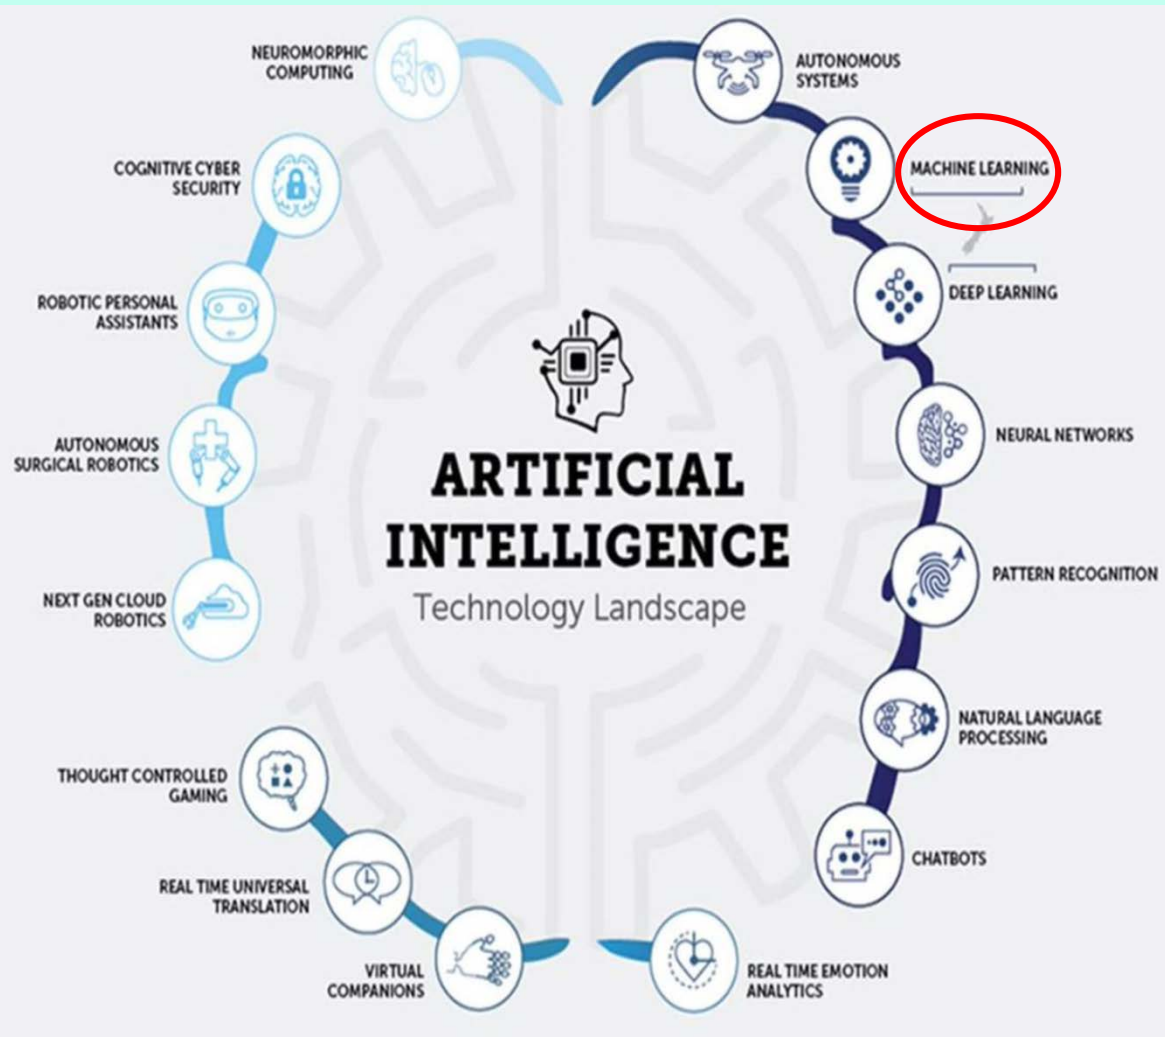 NEUROMORPHIC
COMPUTING
AUTONOMOUS
SYSTEMS
COGNITIVE CYBER
SECURITY
MACHINE LEARNING
ROBOTIC PERSONAL
ASSISTANTS
DEEP LEARNING
AUTONOMOUS
SURGICAL ROBOTICS
NEURAL NETWORKS
ARTIFICIAL
INTELLIGENCE
Technology Landscape
NEXT GEN CLOUD
ROBOTICS
PATTERN RECOGNITION
NATURAL LANGUAGE
PROCESSING
THOUGHT CONTROLLED
GAMING
CHATBOTS
REAL TIME UNIVERSAL
TRANSLATION
VIRTUAL
COMPANIONS
REAL TIME EMOTION
ANALYTICS